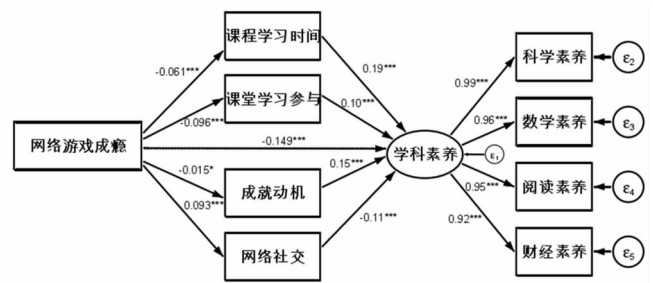 课程学习时间
科学素养
ε2
-0.061***
0.19***
0.99***
课堂学习参与
数学素养
ε3
-0.096***
0.10***
0.96***
网络游戏成瘾
-0.149***
学科素养
ε1
-0.015*
成就动机
0.15***
0.95***
阅读素养
ε4
0.093***
-0.11***
0.92***
网络社交
财经素养
ε5